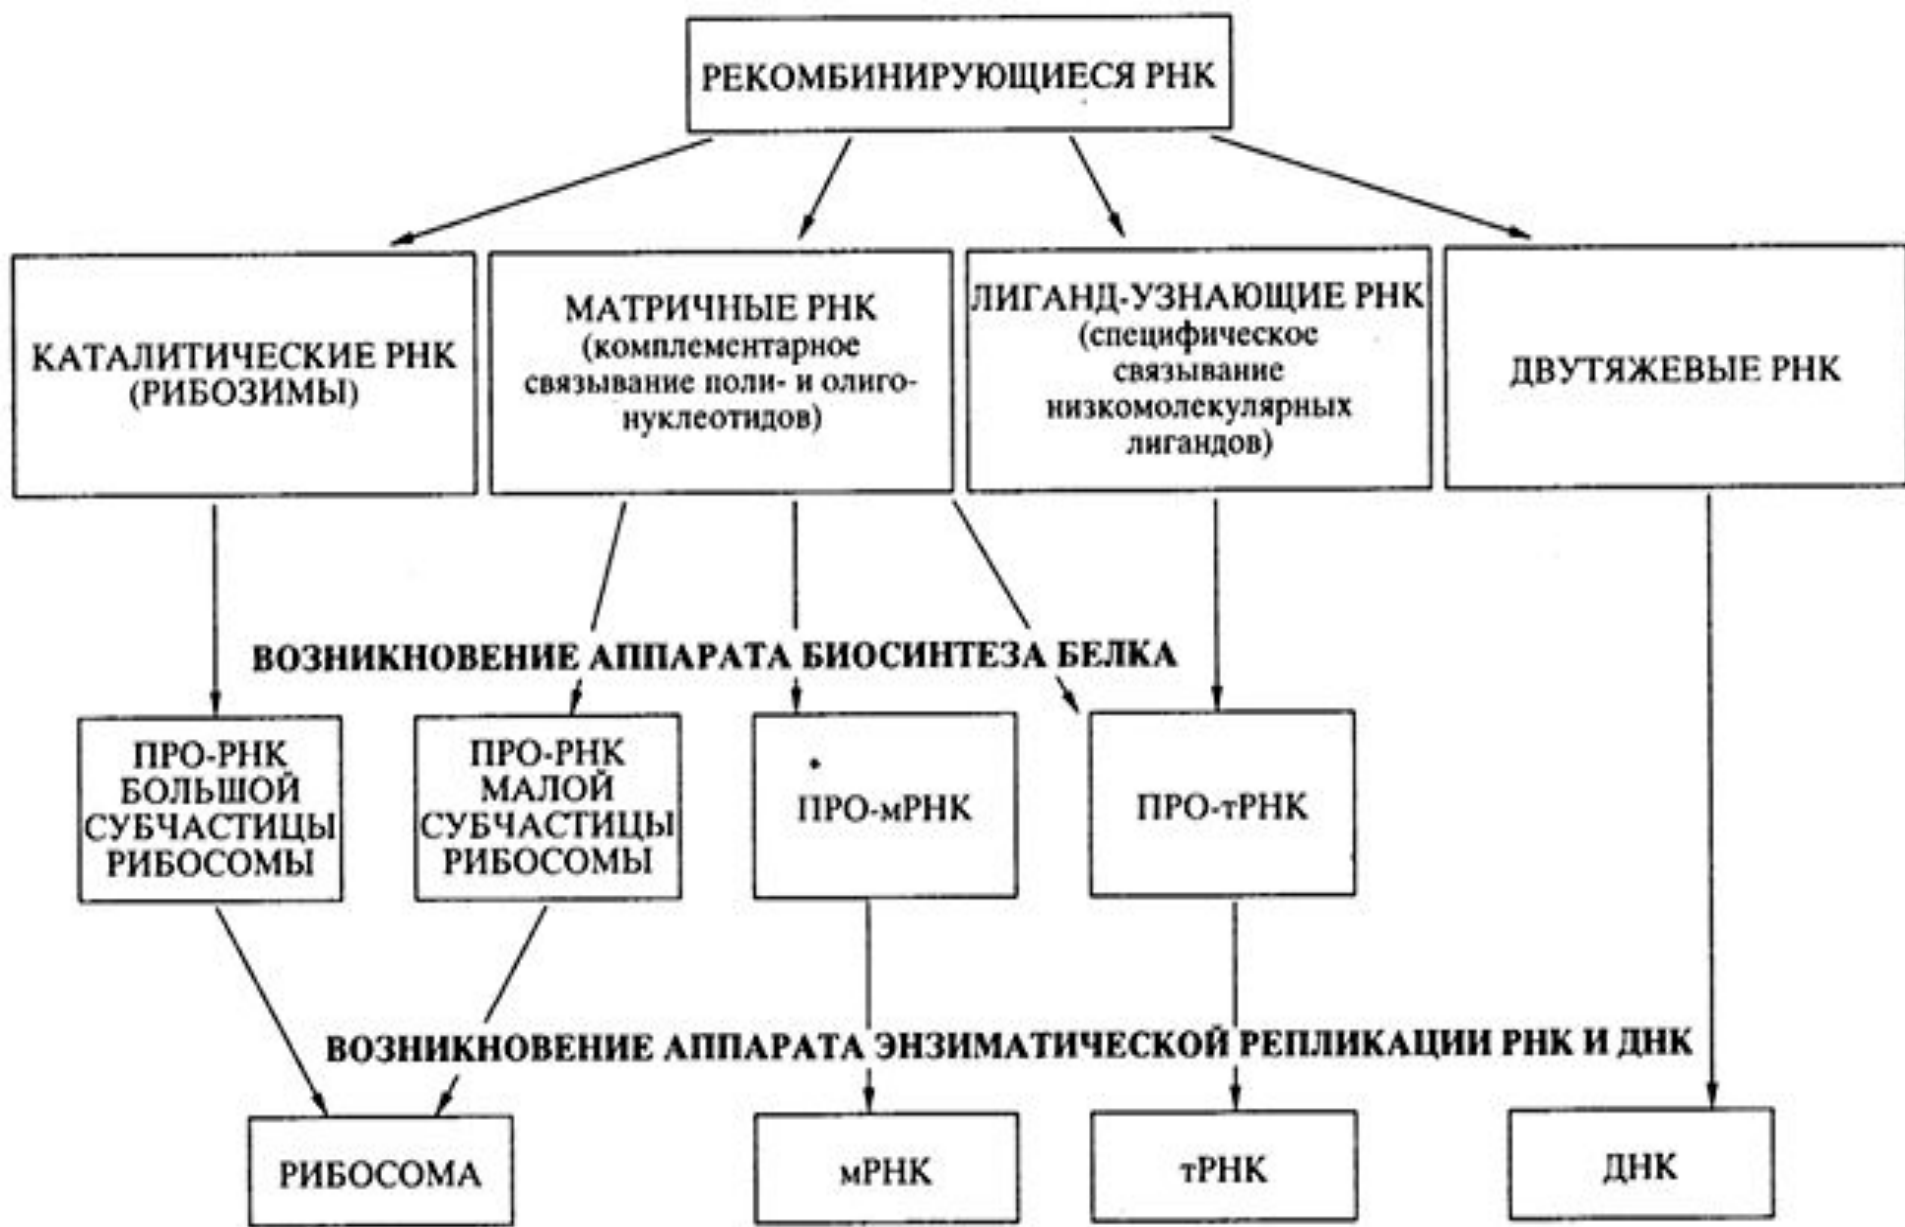 РЕКОМБИНИРУЮЩИЕСЯ РНК
КАТАЛИТИЧЕСКИЕ РНК
(РИБОЗИМЫ)
МАТРИЧНЫЕ РНК
(комплементарное
связывание поли- и олиго-
нуклеотидов)
ЛИГАНД-УЗНАЮЩИЕ РНК
(специфическое
связывание
низкомолекулярных
лигандов)
ДВУТЯЖЕВЫЕ РНК
ВОЗНИКНОВЕНИЕ АППАРАТА БИОСИНТЕЗА БЕЛКА
ПРО-РНК
БОЛЬШОЙ
СУБЧАСТИЦЫ
РИБОСОМЫ
ПРО-РНК
МАЛОЙ
СУБЧАСТИЦЫ
РИБОСОМЫ
ПРО-мРНК
ПРО-тРНК
ВОЗНИКНОВЕНИЕ АППАРАТА ЭНЗИМАТИЧЕСКОЙ РЕПЛИКАЦИИ РНК И ДНК
РИБОСОМА
мРНК
тРНК
ДНК